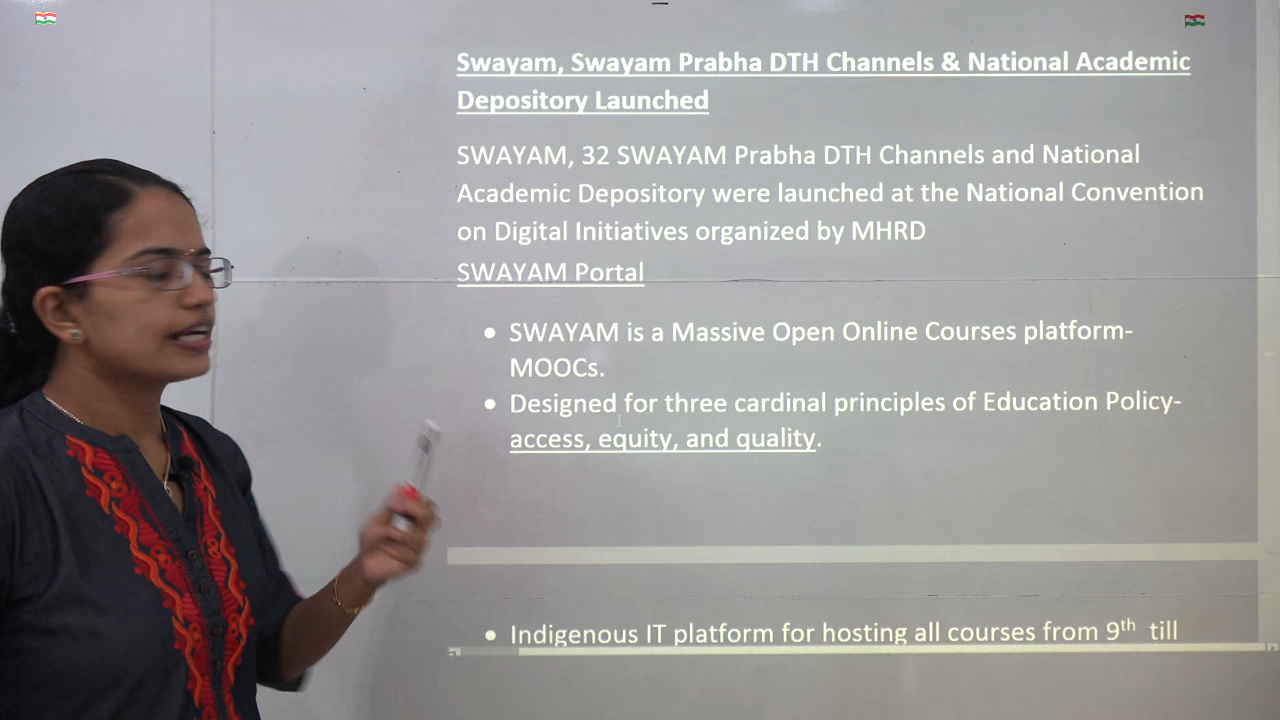 Swayam, Swayam Prabha DTH Channels & National Academic
Depository Launched
SWAYAM, 32 SWAYAM Prabha DTH Channels and National
Academic Depository were launched at the National Convention
on Digital Initiatives organized by MHRD
SWAYAM Portal
• SWAYAM is a Massive Open Online Courses platform-
MOOCs.
• Designed for three cardinal principles of Education Policy-
access, equity, and quality.
• Indigenous IT platform for hosting all courses from 9th till